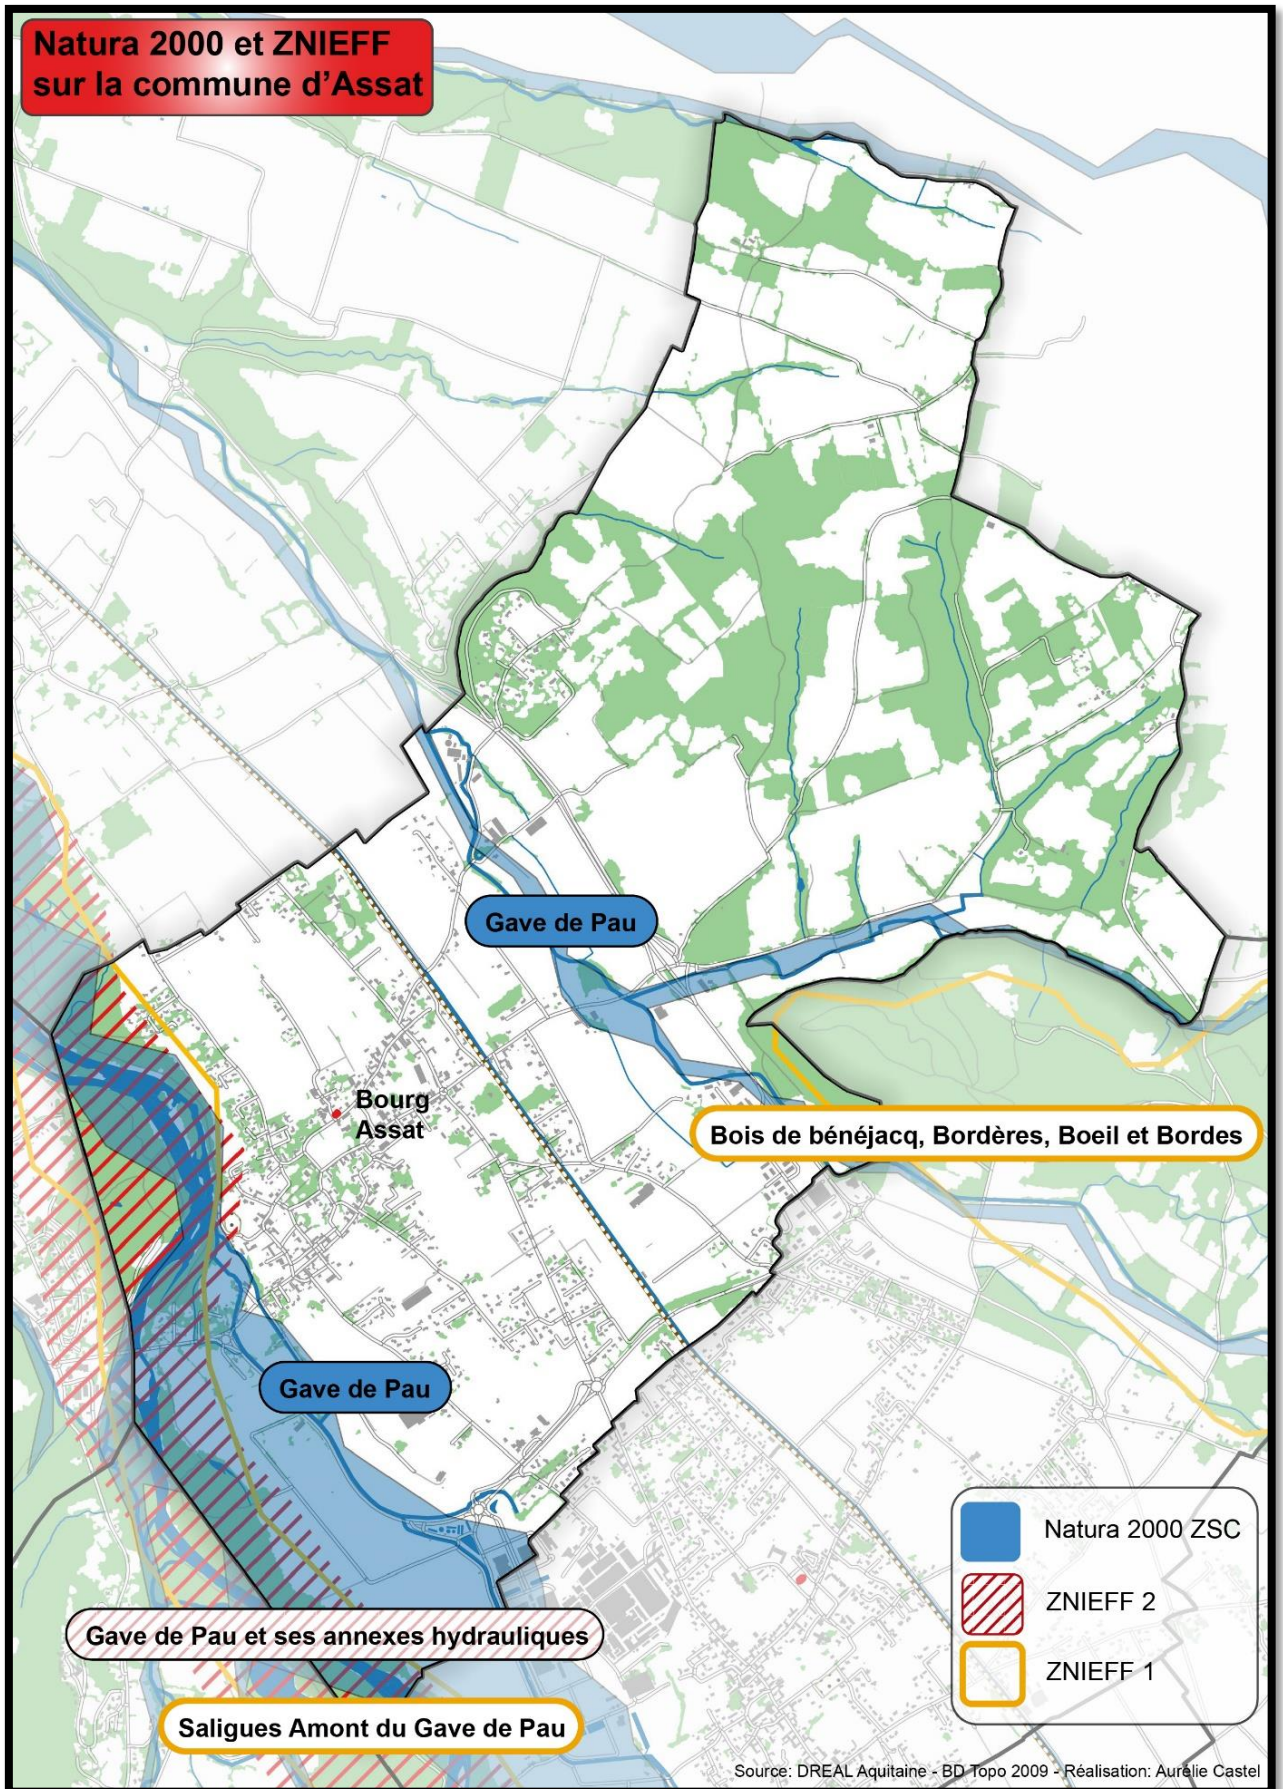 Natura 2000 et ZNIEFF
sur la commune d'Assat
Gave de Pau
Bourg
Assat
Bois de bénéjacq, Bordères, Boeil et Bordes
Gave de Pau
Gave de Pau et ses annexes hydrauliques
Saligues Amont du Gave de Pau
Natura 2000 ZSC
ZNIEFF 2
ZNIEFF 1
Source: DREAL Aquitaine - BD Topo 2009 - Réalisation: Aurélie Castel